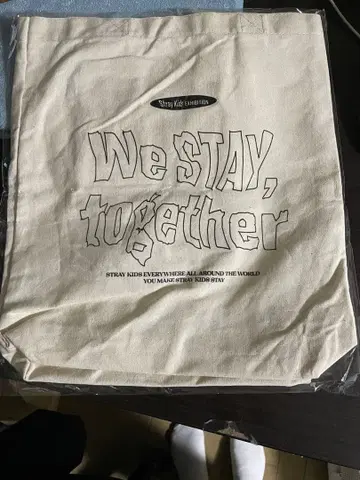 Stray Kids EXHIBITION
We STAY,
together
STRAY KIDS EVERYWHERE ALL AROUND THE WORLD
YOU MAKE STRAY KIDS STAY